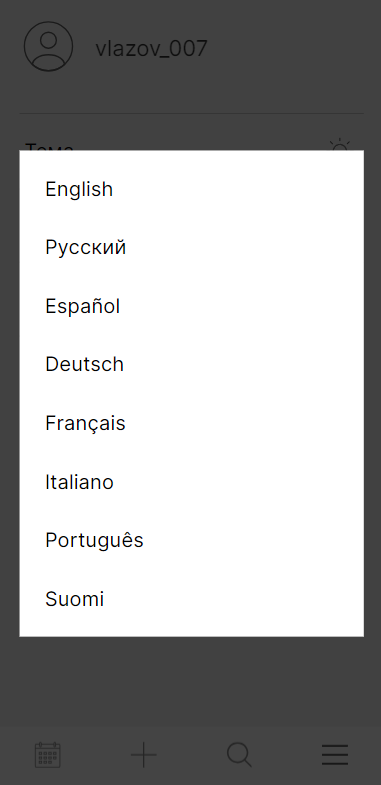 vlazov_007
Тема
English
Русский
Español
Deutsch
Français
Italiano
Português
Suomi